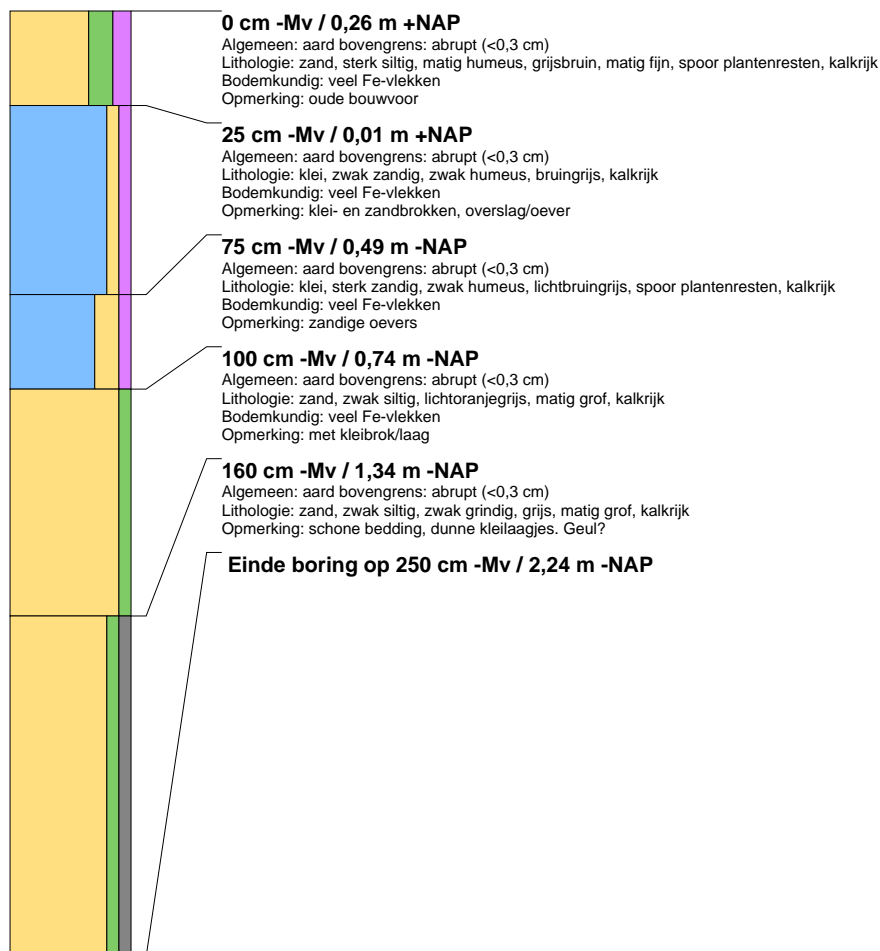 0 cm -Mv / 0,26 m +NAP
Algemeen: aard bovengrens: abrupt (<0,3 cm)
Lithologie: zand, sterk siltig, matig humeus, grijsbruin, matig fijn, spoor plantenresten, kalkrijk
Bodemkundig: veel Fe-vlekken
Opmerking: oude bouwvoor
25 cm -Mv / 0,01 m +NAP
Algemeen: aard bovengrens: abrupt (<0,3 cm)
Lithologie: klei, zwak zandig, zwak humeus, bruingrijs, kalkrijk
Bodemkundig: veel Fe-vlekken
Opmerking: klei- en zandbrokken, overslag/oever
75 cm -Mv / 0,49 m -NAP
Algemeen: aard bovengrens: abrupt (<0,3 cm)
Lithologie: klei, sterk zandig, zwak humeus, lichtbruingrijs, spoor plantenresten, kalkrijk
Bodemkundig: veel Fe-vlekken
Opmerking: zandige oevers
100 cm -Mv / 0,74 m -NAP
Algemeen: aard bovengrens: abrupt (<0,3 cm)
Lithologie: zand, zwak siltig, lichtoranjegrijs, matig grof, kalkrijk
Bodemkundig: veel Fe-vlekken
Opmerking: met kleibrok/laag
160 cm -Mv / 1,34 m -NAP
Algemeen: aard bovengrens: abrupt (<0,3 cm)
Lithologie: zand, zwak siltig, zwak grindig, grijs, matig grof, kalkrijk
Opmerking: schone bedding, dunne kleilaagjes. Geul?
Einde boring op 250 cm -Mv / 2,24 m -NAP